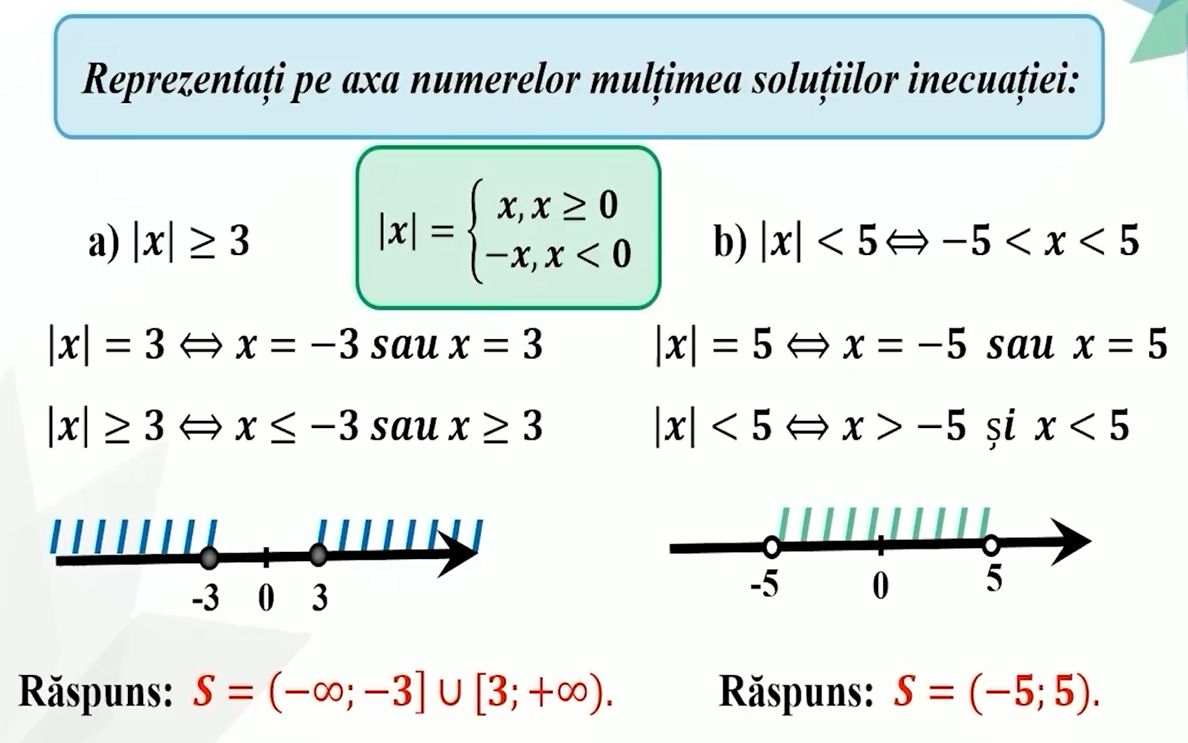 Reprezentați pe axa numerelor mulțimea soluțiilor inecuației:
a) |x| ≥ 3
|x| = { x, x ≥ 0
−x, x < 0
b) |x| < 5 ⇔ −5 < x < 5
|x| = 3 ⇔ x = −3 sau x = 3
|x| ≥ 3 ⇔ x ≤ −3 sau x ≥ 3
|x| = 5 ⇔ x = −5 sau x = 5
|x| < 5 ⇔ x > −5 și x < 5
-3 0 3
-5 0 5
Răspuns: S = (−∞; −3] ∪ [3; +∞).
Răspuns: S = (−5; 5).